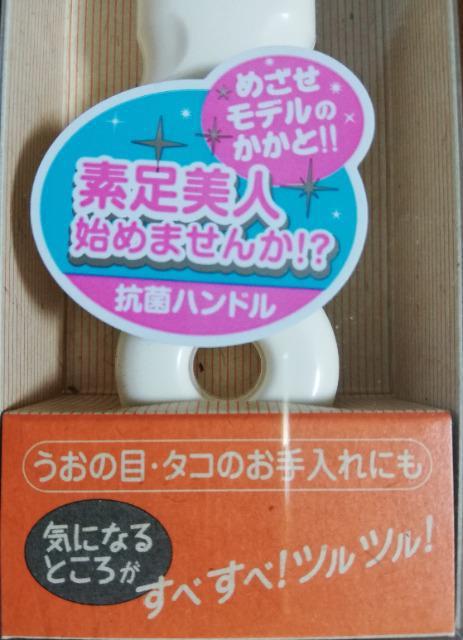 めざせ
モデルの
かかと!!
素足美人
始めませんか!?
抗菌ハンドル
うおの目・タコのお手入れにも
気になる
ところが
すべすべ!ツルツル!